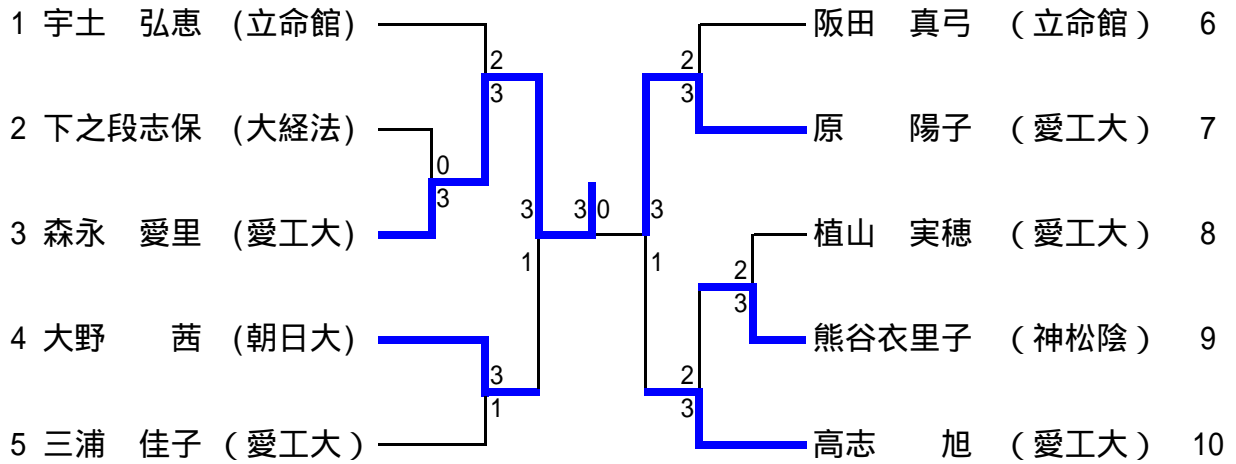 1 宇土　弘恵 (立命館)
2 下之段志保 (大経法)
3 森永　愛里 (愛工大)
4 大野　　茜 (朝日大)
5 三浦　佳子 （愛工大）
2
3
0
3
3
1
3
1
3 0
3
1
2
3
2
3
2
3
阪田　真弓 （立命館） 6
原　　陽子 （愛工大） 7
植山　実穂 （愛工大） 8
熊谷衣里子 （神松陰） 9
高志　　旭 （愛工大） 10